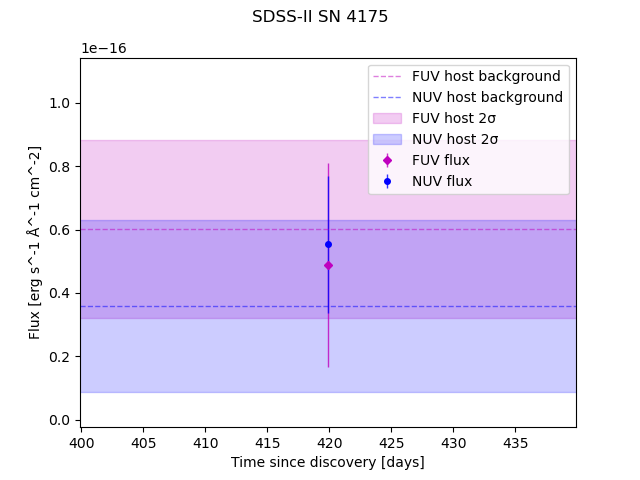 SDSS-II SN 4175
1e−16
FUV host background
NUV host background
FUV host 2σ
NUV host 2σ
FUV flux
NUV flux
Flux [erg s^-1 Å^-1 cm^-2]
1.0
0.8
0.6
0.4
0.2
0.0
400 405 410 415 420 425 430 435
Time since discovery [days]